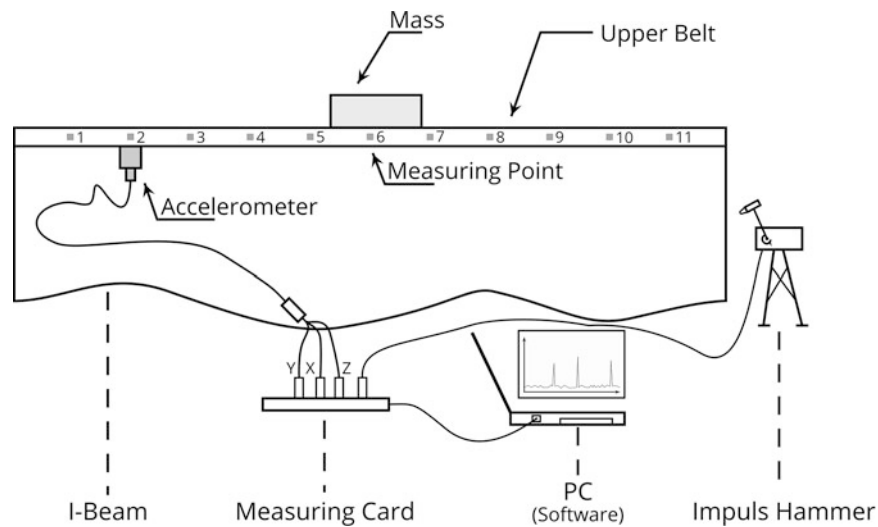 Mass
Upper Belt
1 2 3 4 5 6 7 8 9 10 11
Measuring Point
Accelerometer
Y X Z
I-Beam
Measuring Card
PC
(Software)
Impuls Hammer